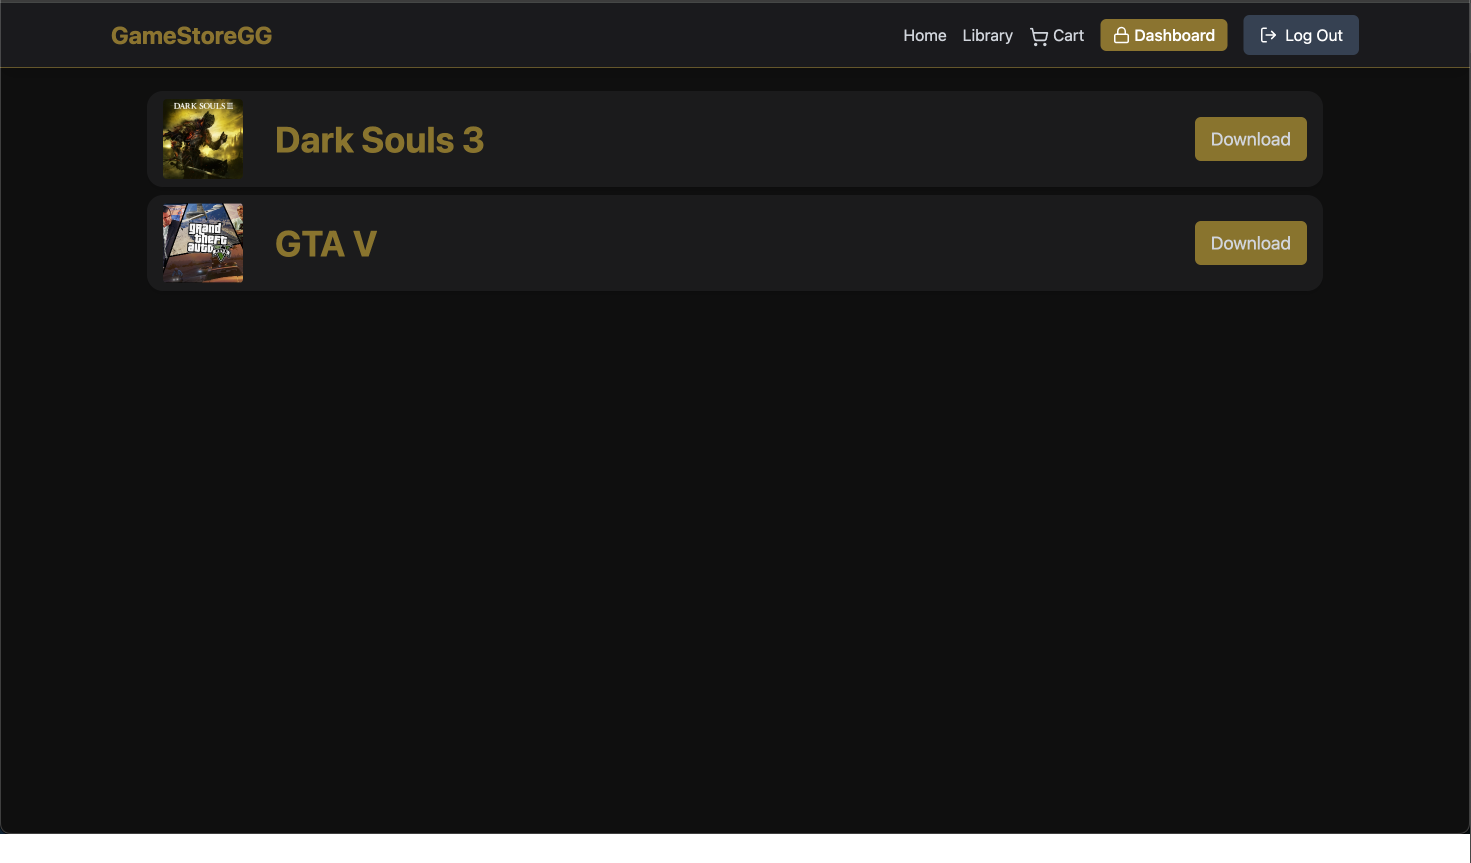 GameStoreGG
Home Library Cart Dashboard Log Out
DARK SOULS III
Dark Souls 3
Download
grand
theft
auto
GTA V
Download